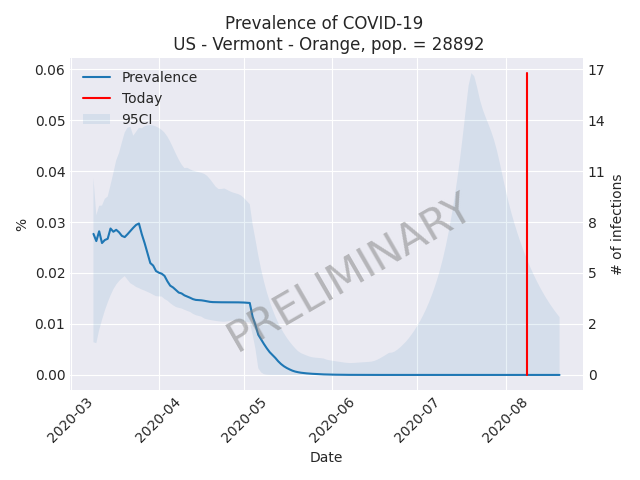 Prevalence of COVID-19
US - Vermont - Orange, pop. = 28892
Prevalence
Today
95CI
PRELIMINARY
%
0.06
0.05
0.04
0.03
0.02
0.01
0.00
17
14
11
8
5
2
0
# of infections
2020-03
2020-04
2020-05
2020-06
2020-07
2020-08
Date